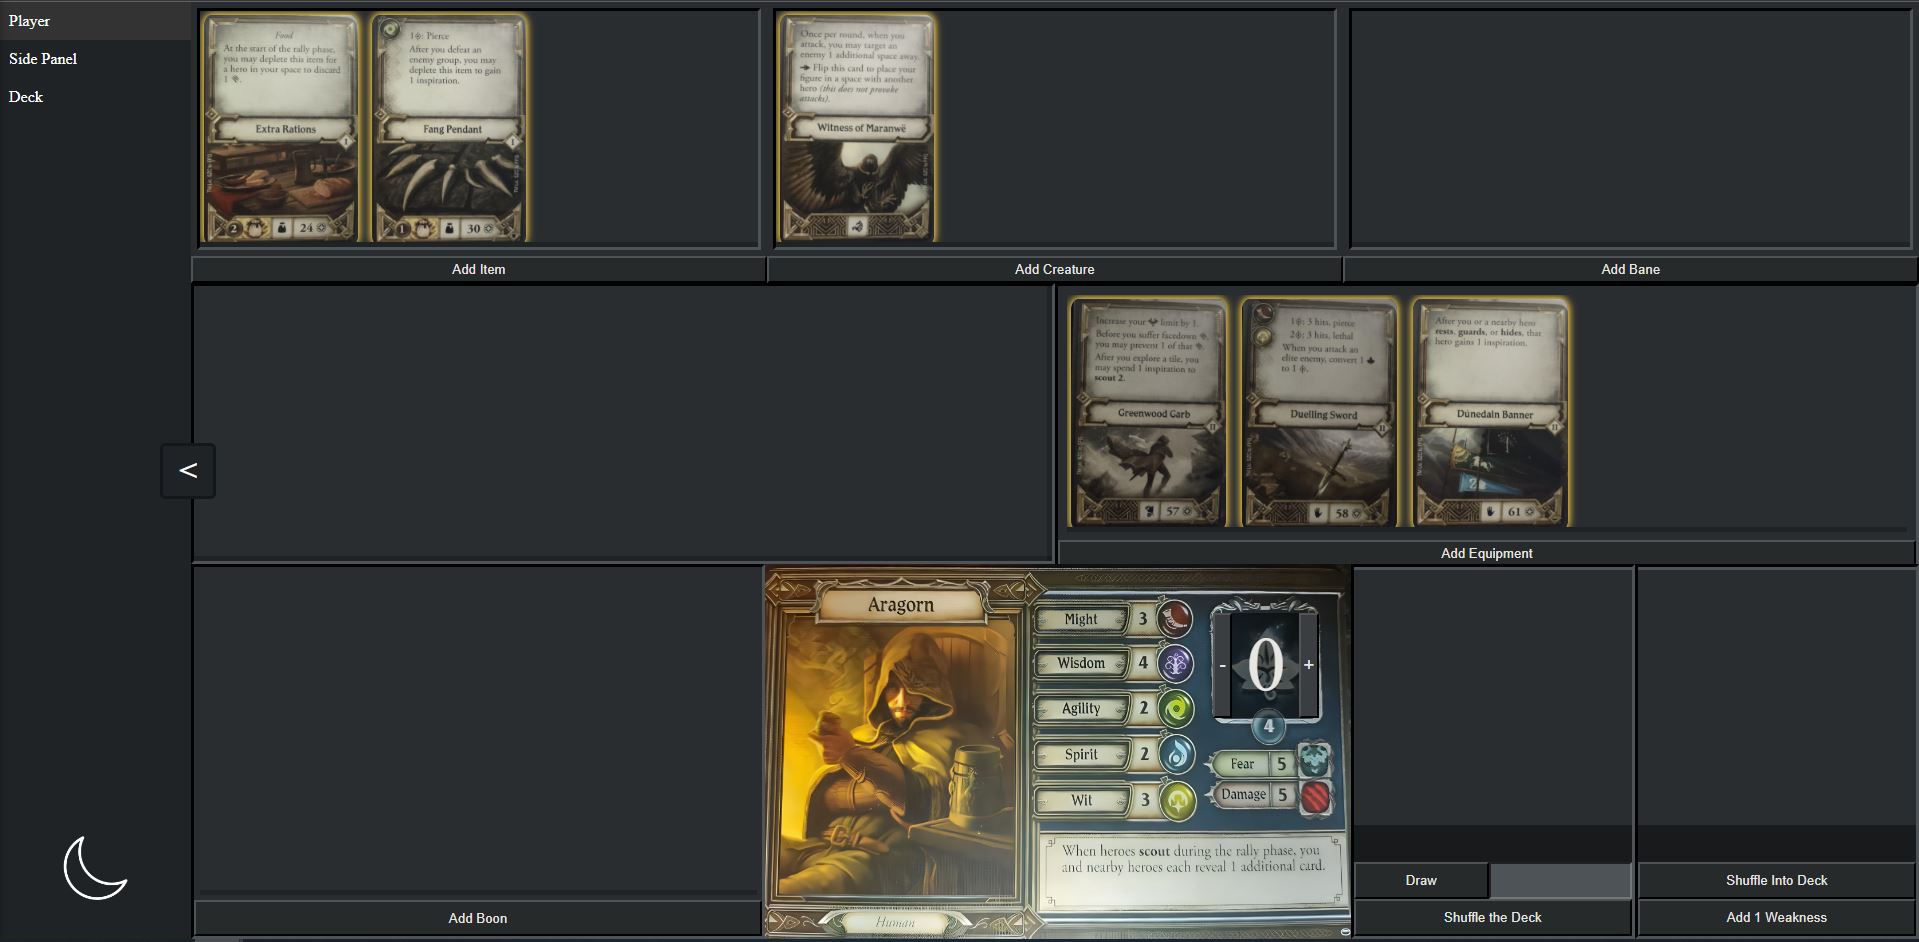 Player
Side Panel
Deck
Food
At the start of the rally phase,
you may deplete this item for
a hero in your space to discard
1
Extra Rations
I
2
24
1: Pierce
After you defeat an
enemy group, you may
deplete this item to gain
1 inspiration.
Fang Pendant
I
1
30
Once per round, when you
attack, you may target an
enemy 1 additional space away.
Flip this card to place your
figure in a space with another
hero (this does not provoke
attacks).
Witness of Maranwë
Add Item
Add Creature
Add Bane
Increase your limit by 1.
Before you suffer facedown ,
you may prevent 1 of that .
After you explore a tile, you
may spend 1 inspiration to
scout 2.
Greenwood Garb
II
57
1: 3 hits, pierce
2: 3 hits, lethal
When you attack an
elite enemy, convert 1
to 1 .
Duelling Sword
II
58
After you or a nearby hero
rests, guards, or hides, that
hero gains 1 inspiration.
Dúnedain Banner
II
61
<
Add Equipment
Aragorn
Might 3
Wisdom 4
Agility 2
Spirit 2
Wit 3
- 0 +
4
Fear 5
Damage 5
When heroes scout during the rally phase, you
and nearby heroes each reveal 1 additional card.
Human
Add Boon
Draw
Shuffle the Deck
Shuffle Into Deck
Add 1 Weakness